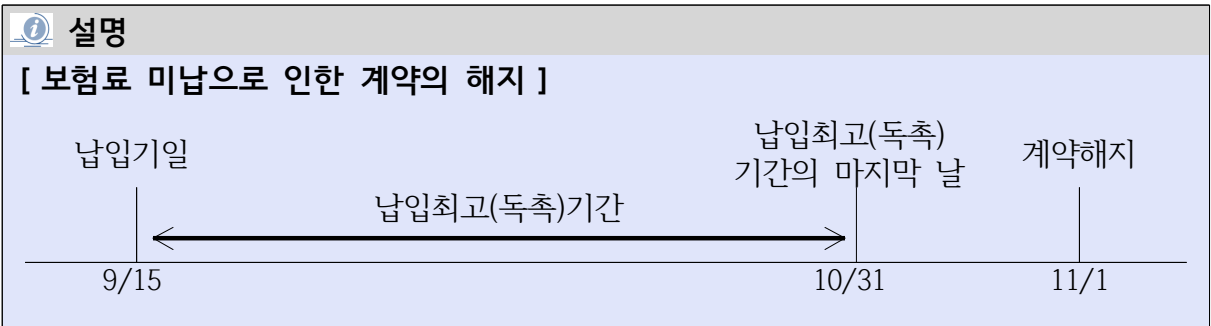 설명
[ 보험료 미납으로 인한 계약의 해지 ]
납입기일
납입최고(독촉)기간
납입최고(독촉)
기간의 마지막 날
계약해지
9/15
10/31
11/1